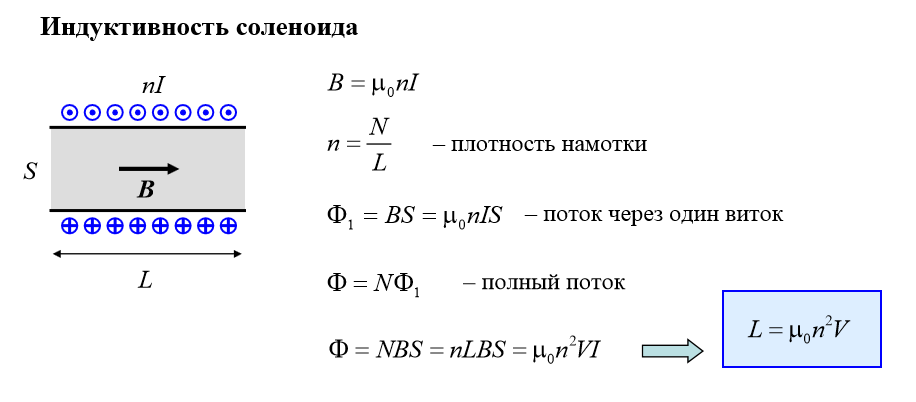 Индуктивность соленоида
nI
S
B
L
B = μ₀nI
n = N/L – плотность намотки
Φ₁ = BS = μ₀nIS – поток через один виток
Φ = NΦ₁ – полный поток
Φ = NBS = nLBS = μ₀n²VI
L = μ₀n²V